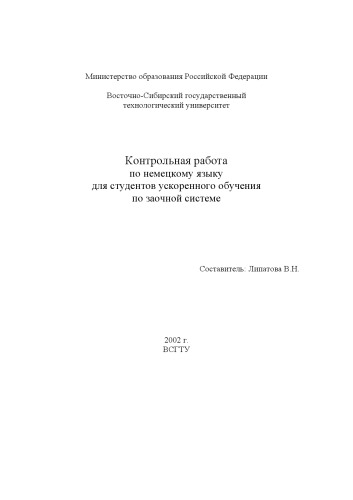 Министерство образования Российской Федерации
Восточно-Сибирский государственный
технологический университет
Контрольная работа
по немецкому языку
для студентов ускоренного обучения
по заочной системе
Составитель: Липатова В.Н.
2002 г.
ВСГТУ